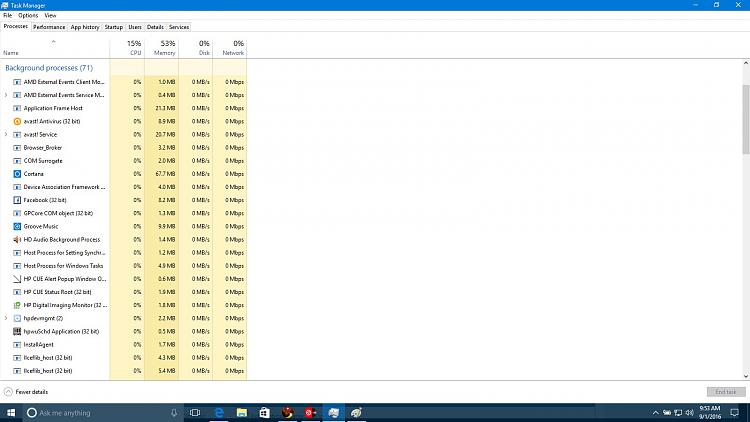 Task Manager
File Options View
Processes Performance App history Startup Users Details Services
15% 53% 0% 0%
Name CPU Memory Disk Network
Background processes (71)
AMD External Events Client Mo... 0% 1.0 MB 0 MB/s 0 Mbps
AMD External Events Service M... 0% 0.4 MB 0 MB/s 0 Mbps
Application Frame Host 0% 21.3 MB 0 MB/s 0 Mbps
avast! Antivirus (32 bit) 0% 8.9 MB 0 MB/s 0 Mbps
avast! Service 0% 20.7 MB 0 MB/s 0 Mbps
Browser_Broker 0% 3.2 MB 0 MB/s 0 Mbps
COM Surrogate 0% 2.0 MB 0 MB/s 0 Mbps
Cortana 0% 67.7 MB 0 MB/s 0 Mbps
Device Association Framework ... 0% 4.0 MB 0 MB/s 0 Mbps
Facebook (32 bit) 0% 8.2 MB 0 MB/s 0 Mbps
GPCore COM object (32 bit) 0% 1.3 MB 0 MB/s 0 Mbps
Groove Music 0% 9.9 MB 0 MB/s 0 Mbps
HD Audio Background Process 0% 1.4 MB 0 MB/s 0 Mbps
Host Process for Setting Synchr... 0% 1.2 MB 0 MB/s 0 Mbps
Host Process for Windows Tasks 0% 4.9 MB 0 MB/s 0 Mbps
HP CUE Alert Popup Window O... 0% 0.6 MB 0 MB/s 0 Mbps
HP CUE Status Root (32 bit) 0% 1.9 MB 0 MB/s 0 Mbps
HP Digital Imaging Monitor (32 ... 0% 1.8 MB 0 MB/s 0 Mbps
hpdevmgmt (2) 0% 2.2 MB 0 MB/s 0 Mbps
hpwuSchd Application (32 bit) 0% 0.5 MB 0 MB/s 0 Mbps
InstallAgent 0% 1.7 MB 0 MB/s 0 Mbps
llceflib_host (32 bit) 0% 4.3 MB 0 MB/s 0 Mbps
llceflib_host (32 bit) 0% 5.4 MB 0 MB/s 0 Mbps
Fewer details End task
Ask me anything
9:53 AM
9/1/2016